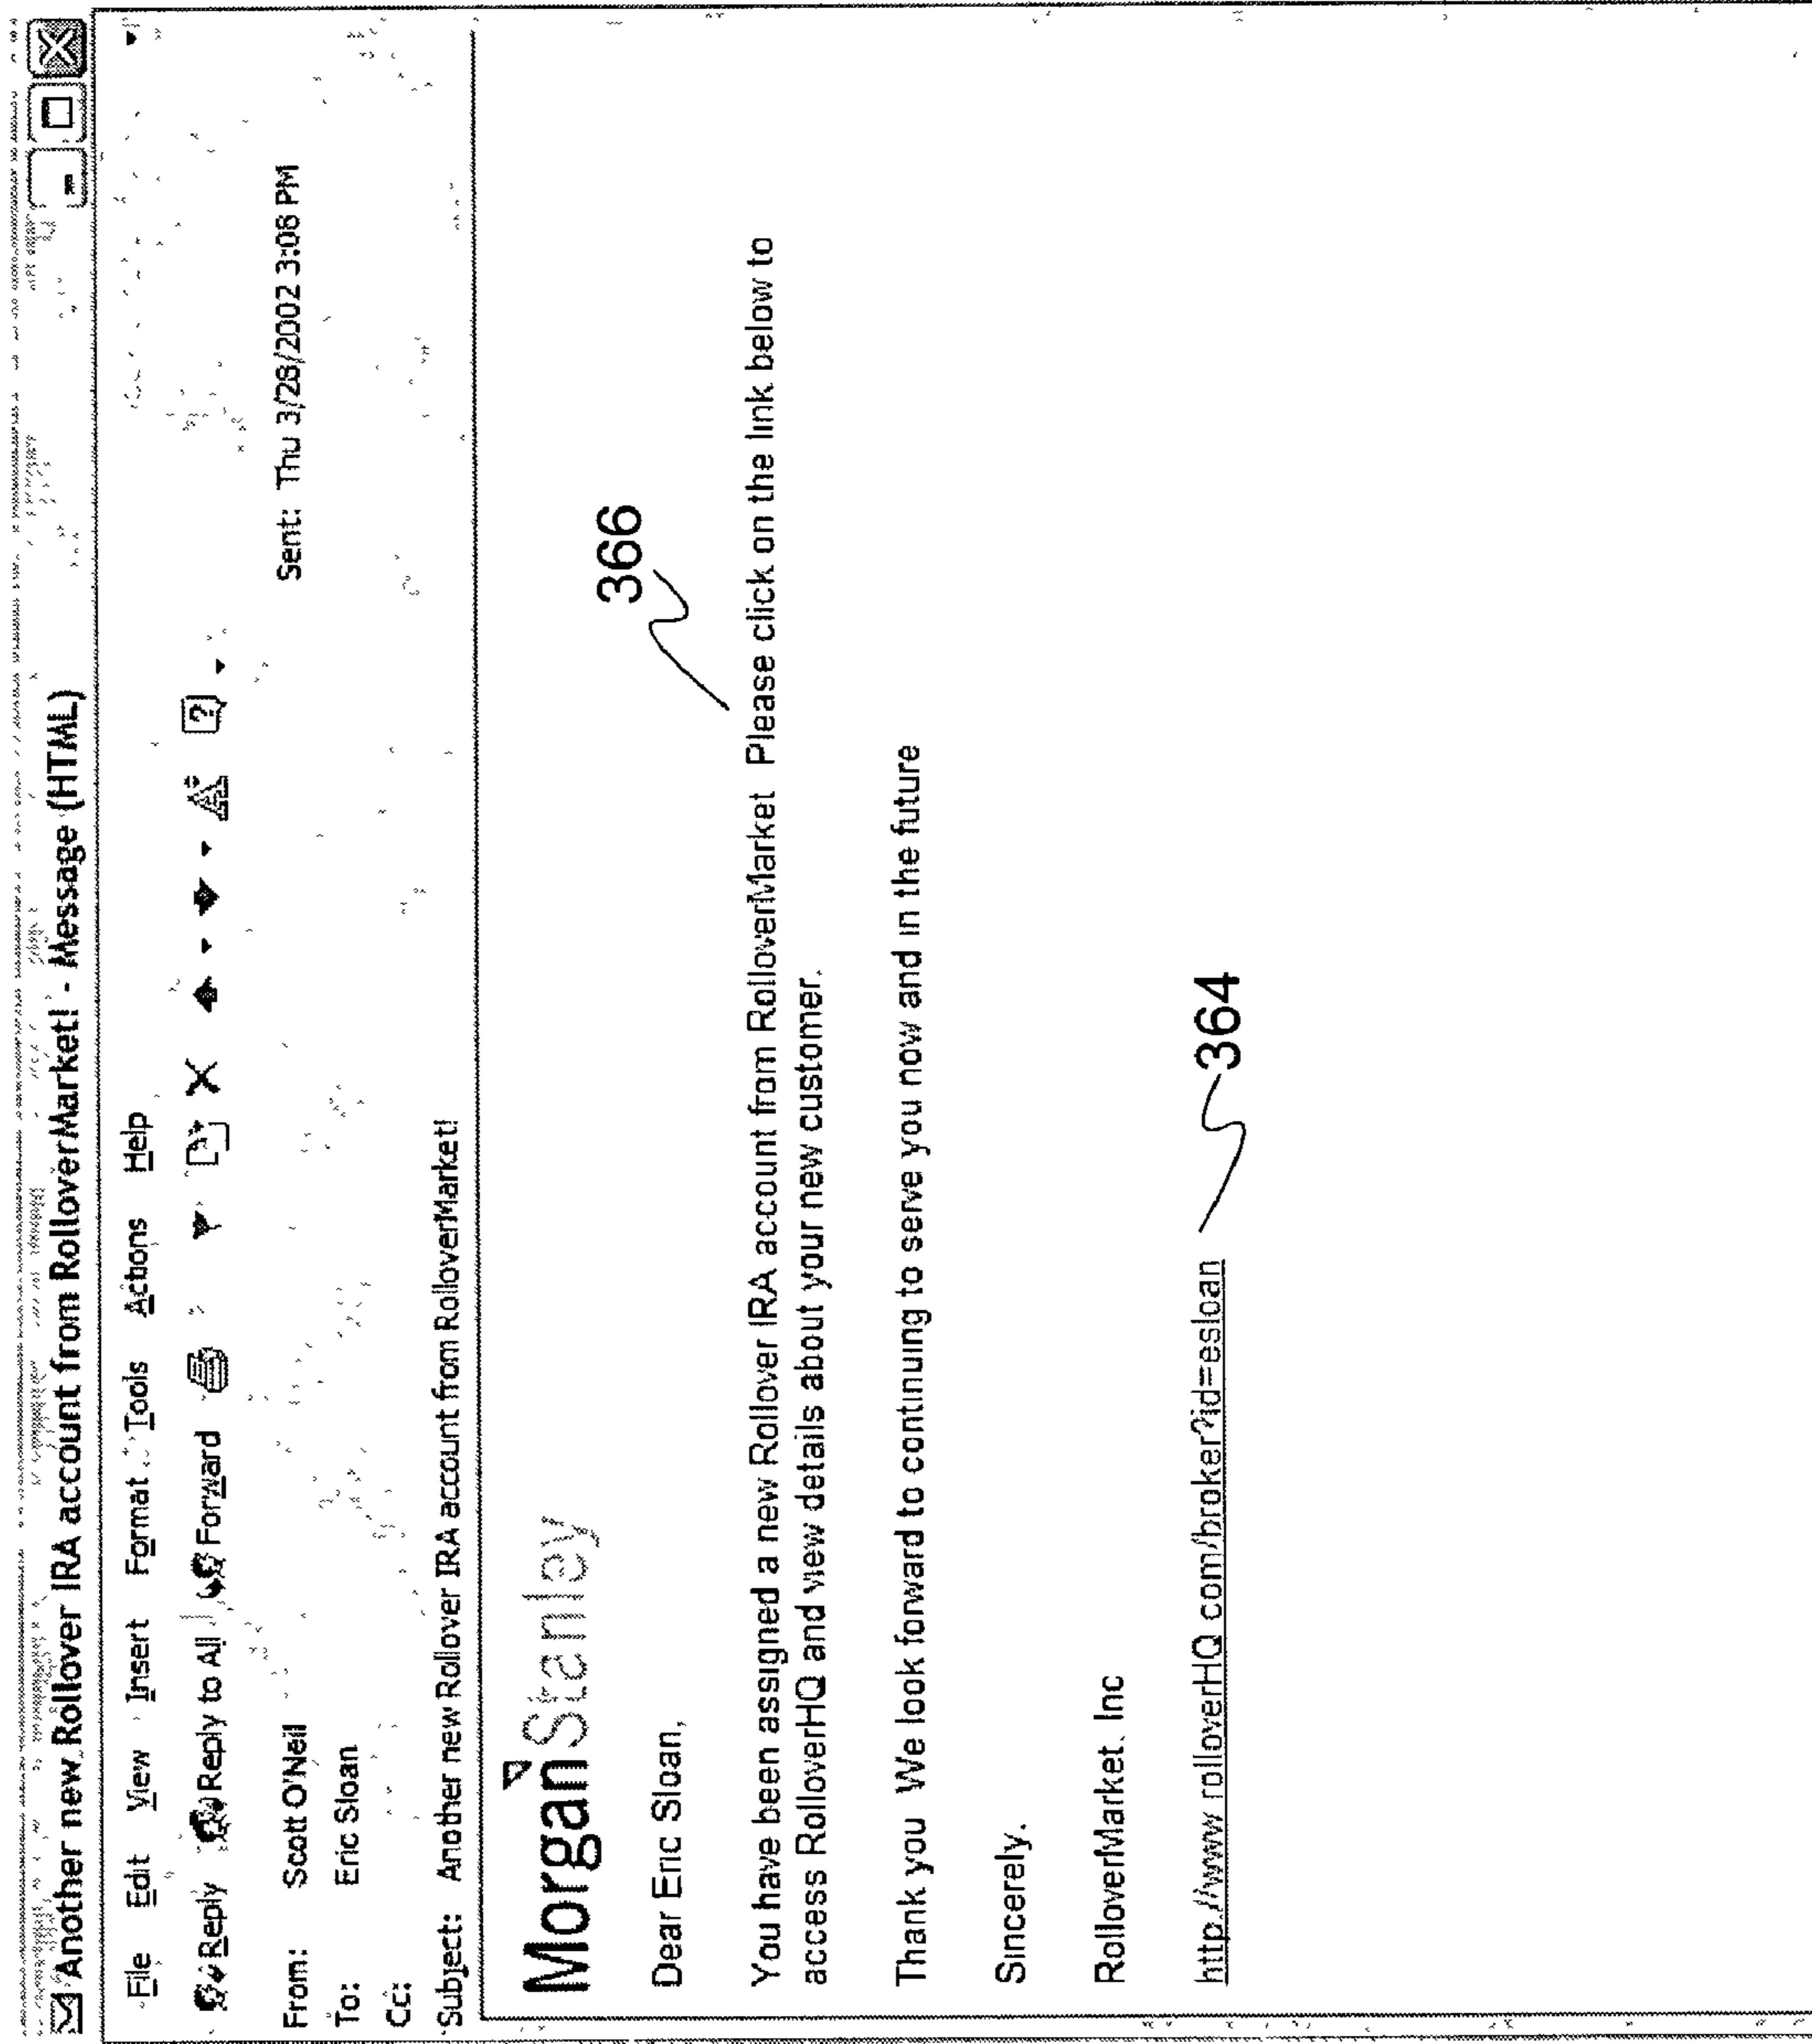 Another new Rollover IRA account from RolloverMarket! - Message (HTML)
File Edit View Insert Format Tools Actions Help
Reply Reply to All Forward
From: Scott O'Neil Sent: Thu 3/28/2002 3:08 PM
To: Eric Sloan
Cc:
Subject: Another new Rollover IRA account from RolloverMarket!
Morgan Stanley
366
Dear Eric Sloan,
You have been assigned a new Rollover IRA account from RolloverMarket Please click on the link below to
access RolloverHQ and view details about your new customer.
Thank you We look forward to continuing to serve you now and in the future
Sincerely.
RolloverMarket. Inc
http.//www rolloverHQ com/broker?id=esloan
364